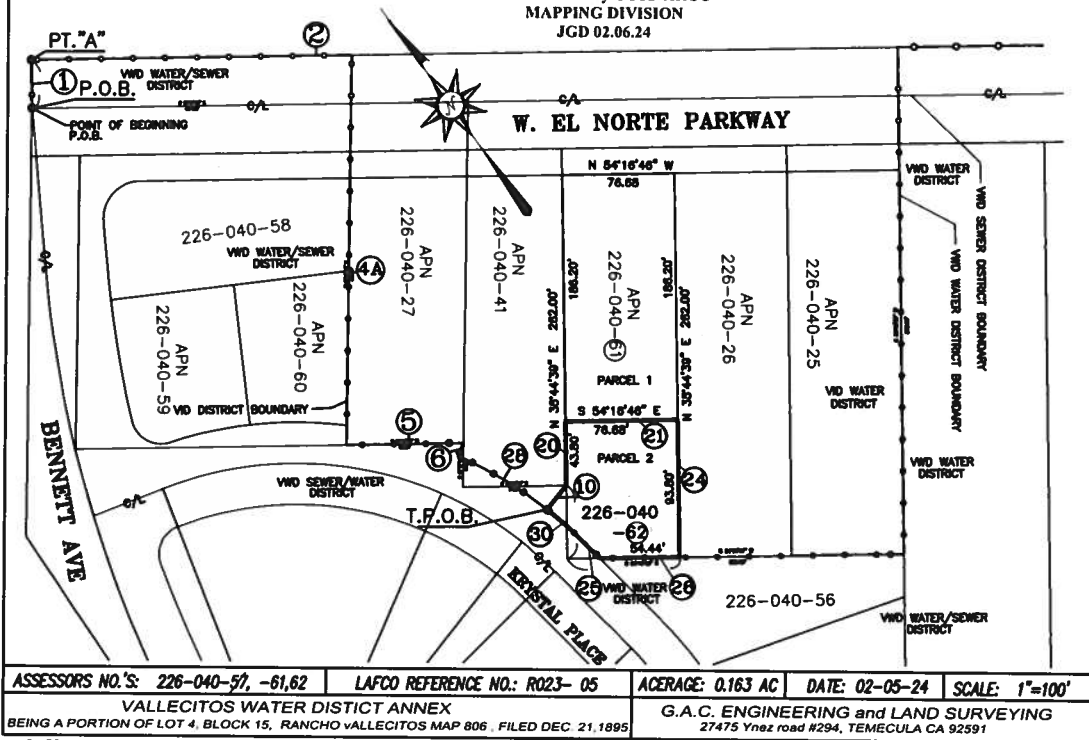 MAPPING DIVISION
JGD 02.06.24
PT."A"
2
VWD WATER/SEWER
DISTRICT
1
P.O.B.
POINT OF BEGINNING
P.O.B.
C/L
C/L
C/L
W. EL NORTE PARKWAY
N 54°16'46" W
76.68
VWD WATER
DISTRICT
VWD SEWER DISTRICT BOUNDARY
VWD WATER DISTRICT BOUNDARY
226-040-58
VWD WATER/SEWER
DISTRICT
4A
APN
226-040-27
APN
226-040-41
186.20'
N 35°44'39" E 262.00'
APN
226-040-61
PARCEL 1
186.20'
N 35°44'39" E 262.00'
APN
226-040-26
APN
226-040-25
C/L
APN
226-040-59
APN
226-040-60
VID DISTRICT BOUNDARY
VID WATER
DISTRICT
S 54°16'46" E
76.68'
21
5
6
20
43.80'
PARCEL 2
28
24
93.80'
VWD WATER
DISTRICT
BENNETT AVE
VWD SEWER/WATER
DISTRICT
C/L
10
T.P.O.B.
226-040
-62
30
54.44'
C/L
25
VWD WATER
DISTRICT
26
KRYSTAL PLACE
226-040-56
VWD WATER/SEWER
DISTRICT
ASSESSORS NO.'S: 226-040-57, -61,62
LAFCO REFERENCE NO.: RO23- 05
ACERAGE: 0.163 AC
DATE: 02-05-24
SCALE: 1"=100'
VALLECITOS WATER DISTICT ANNEX
BEING A PORTION OF LOT 4, BLOCK 15, RANCHO vALLECITOS MAP 806 , FILED DEC. 21,1895
G.A.C. ENGINEERING and LAND SURVEYING
27475 Ynez road #294, TEMECULA CA 92591